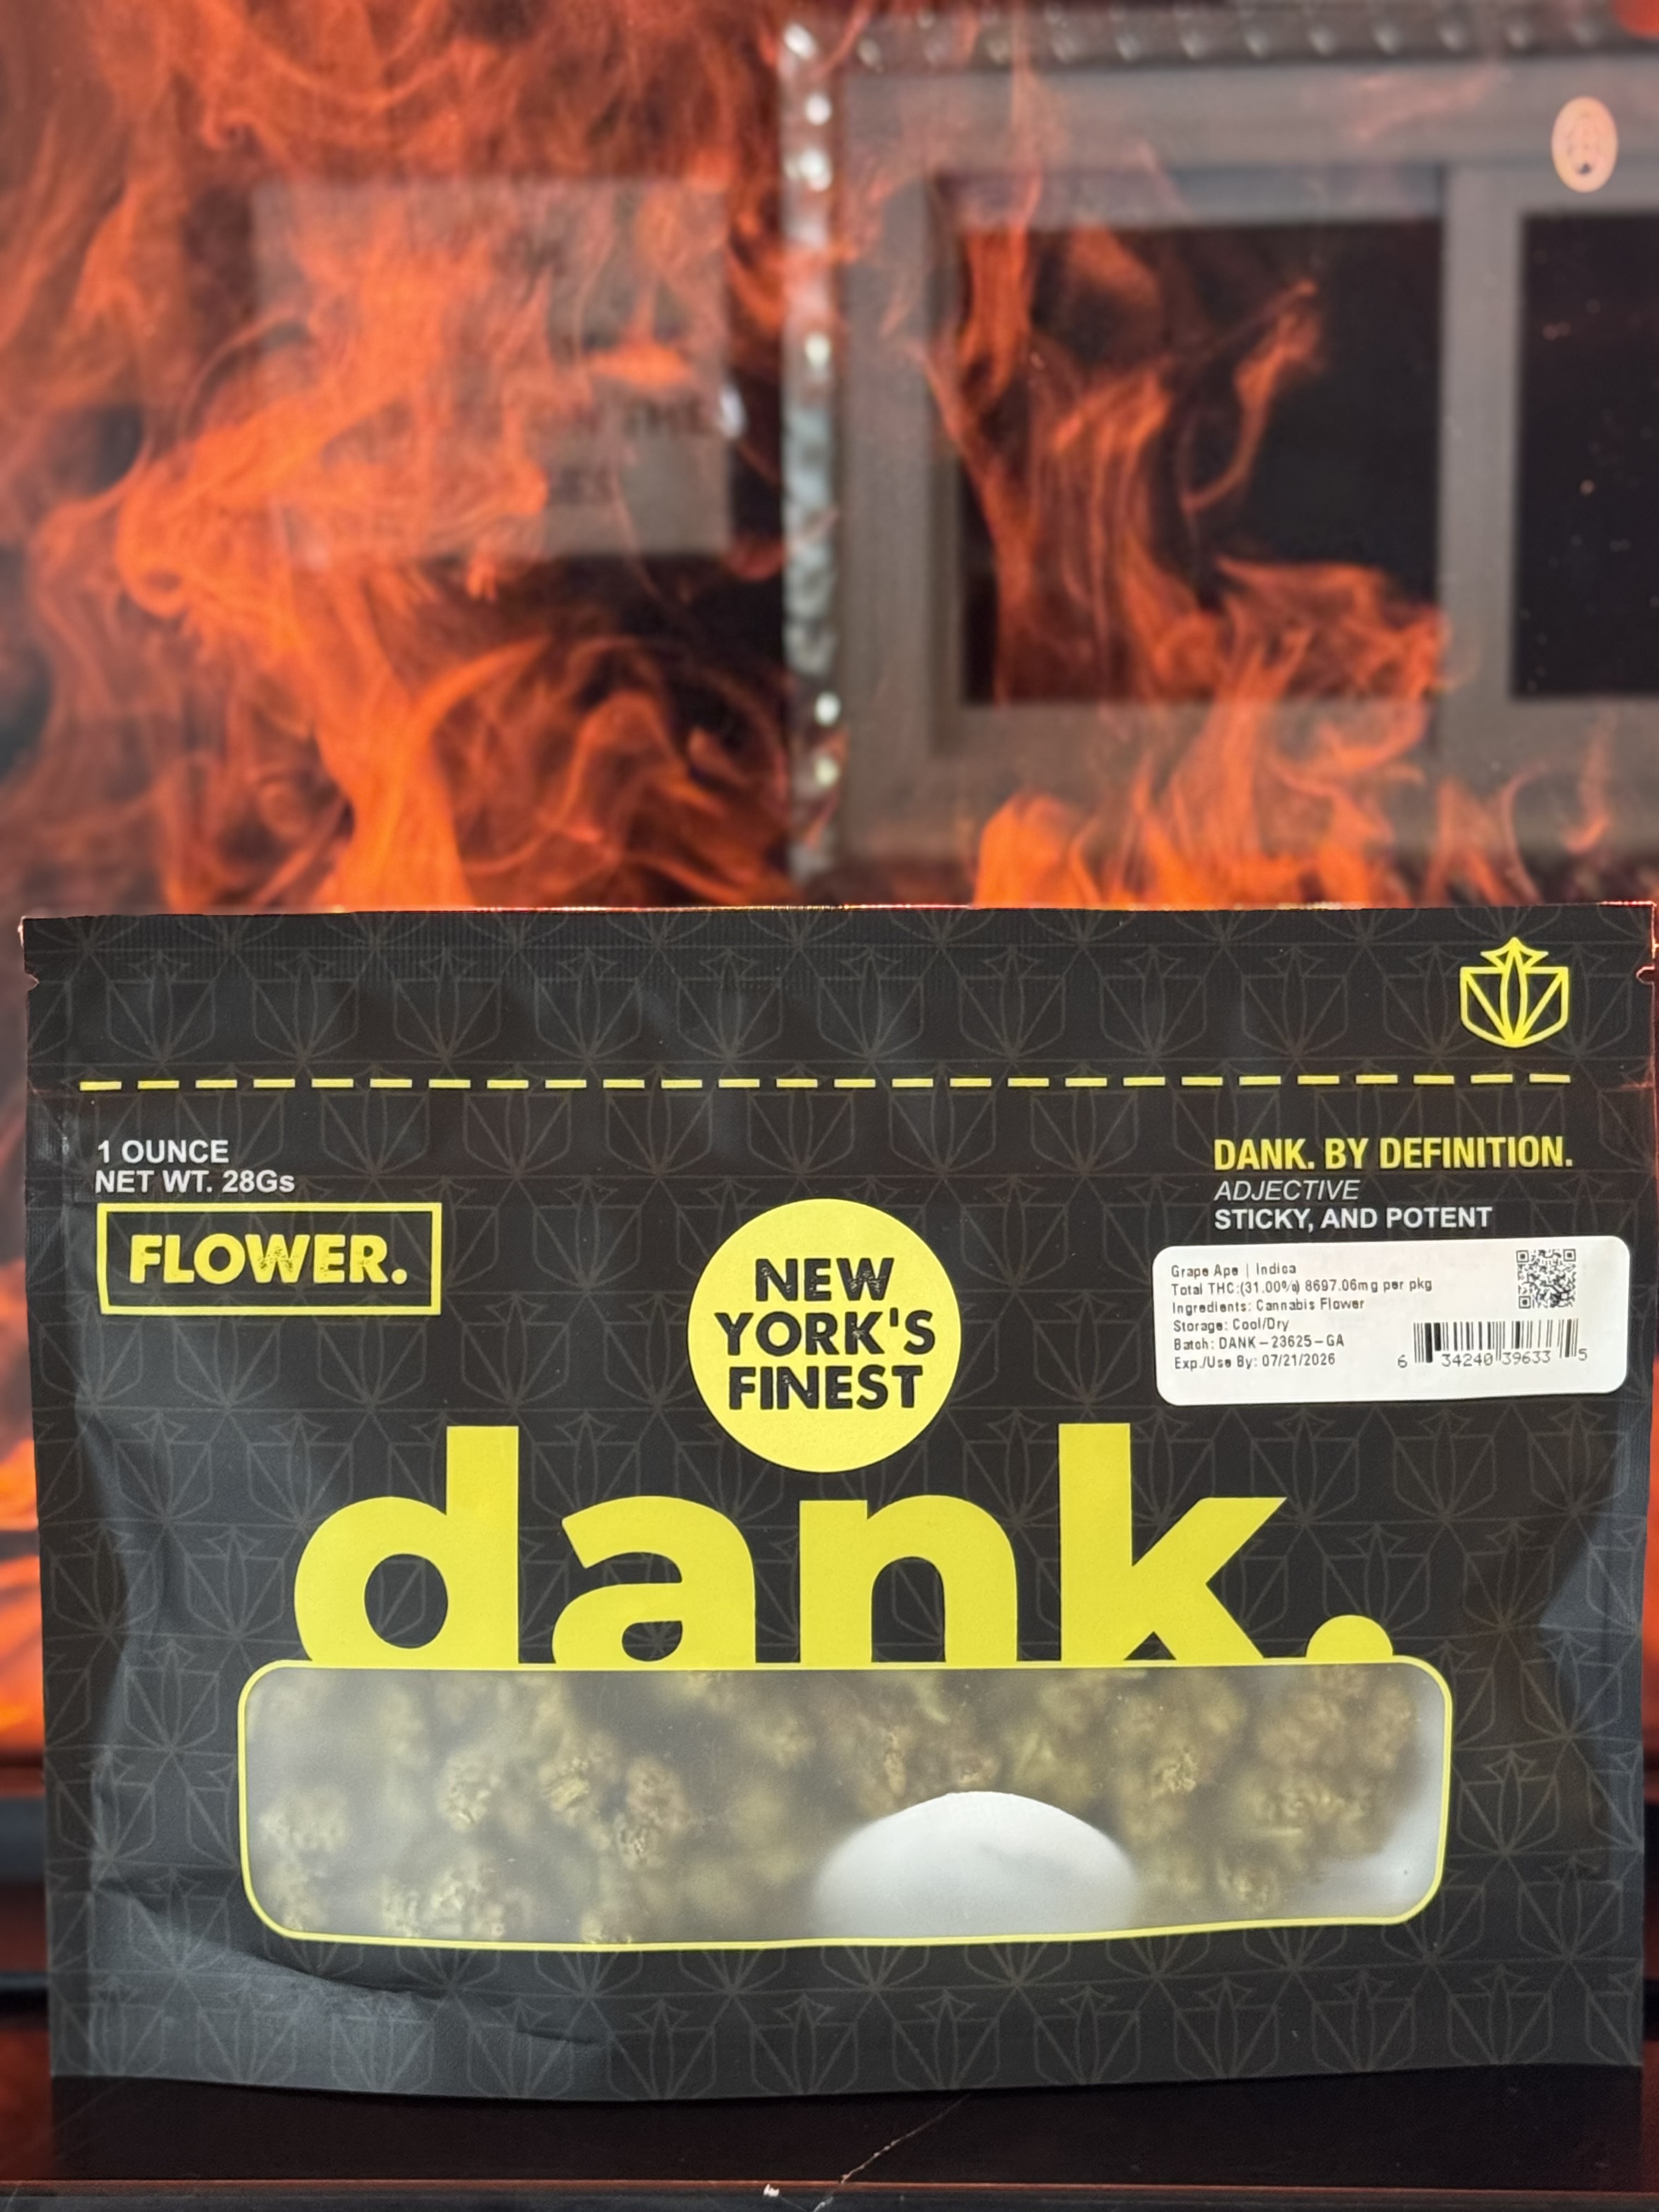 1 OUNCE
NET WT. 28Gs
FLOWER.
DANK. BY DEFINITION.
ADJECTIVE
STICKY, AND POTENT
NEW
YORK'S
FINEST
Grape Ape | Indica
Total THC:(31.00%) 8697.06mg per pkg
Ingredients: Cannabis Flower
Storage: Cool/Dry
Batch: DANK-23625-GA
Exp./Use By: 07/21/2026
6 34240 39633 5
dank.